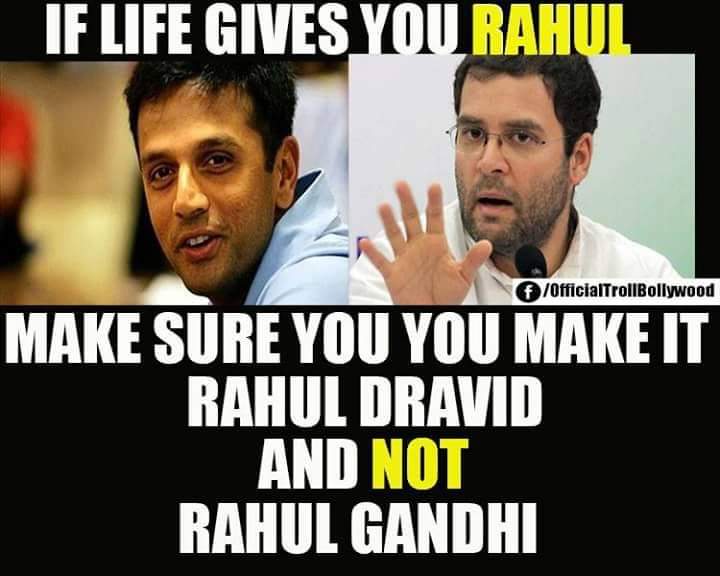 IF LIFE GIVES YOU RAHUL
f /OfficialTrollBollywood
MAKE SURE YOU YOU MAKE IT
RAHUL DRAVID
AND NOT
RAHUL GANDHI